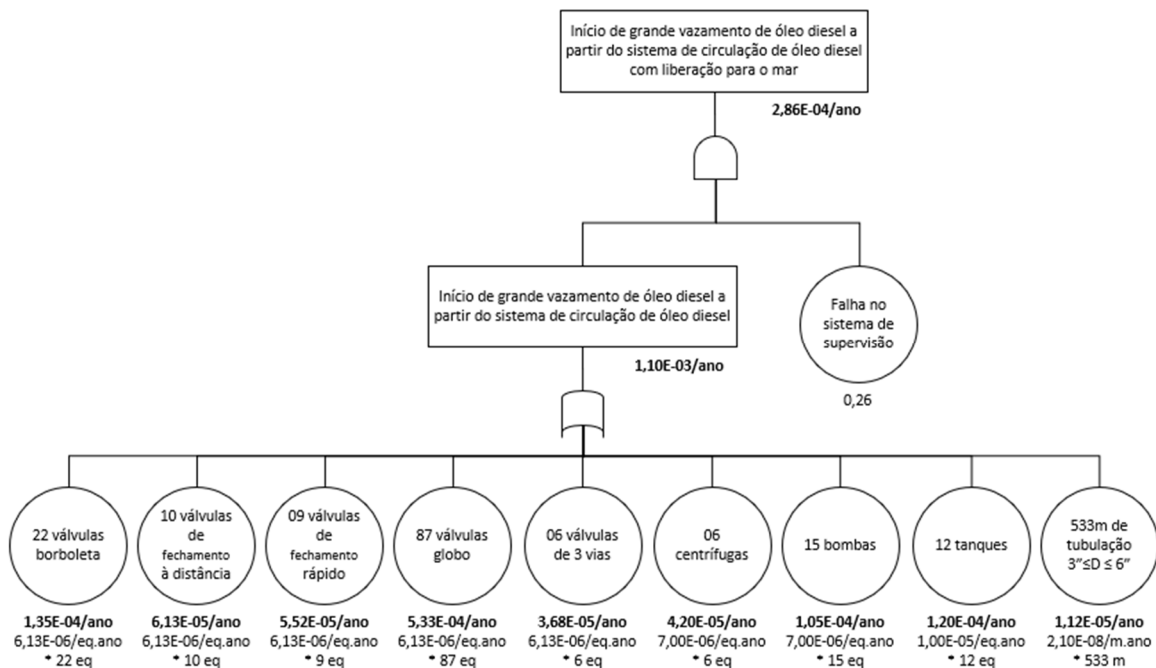 Início de grande vazamento de óleo diesel a
partir do sistema de circulação de óleo diesel
com liberação para o mar
2,86E-04/ano
Início de grande vazamento de óleo diesel a
partir do sistema de circulação de óleo diesel
1,10E-03/ano
Falha no
sistema de
supervisão
0,26
22 válvulas
borboleta
1,35E-04/ano
6,13E-06/eq.ano
* 22 eq
10 válvulas
de
fechamento
à distância
6,13E-05/ano
6,13E-06/eq.ano
* 10 eq
09 válvulas
de
fechamento
rápido
5,52E-05/ano
6,13E-06/eq.ano
* 9 eq
87 válvulas
globo
5,33E-04/ano
6,13E-06/eq.ano
* 87 eq
06 válvulas
de 3 vias
3,68E-05/ano
6,13E-06/eq.ano
* 6 eq
06
centrífugas
4,20E-05/ano
7,00E-06/eq.ano
* 6 eq
15 bombas
1,05E-04/ano
7,00E-06/eq.ano
* 15 eq
12 tanques
1,20E-04/ano
1,00E-05/eq.ano
* 12 eq
533m de
tubulação
3”≤D ≤ 6”
1,12E-05/ano
2,10E-08/m.ano
* 533 m